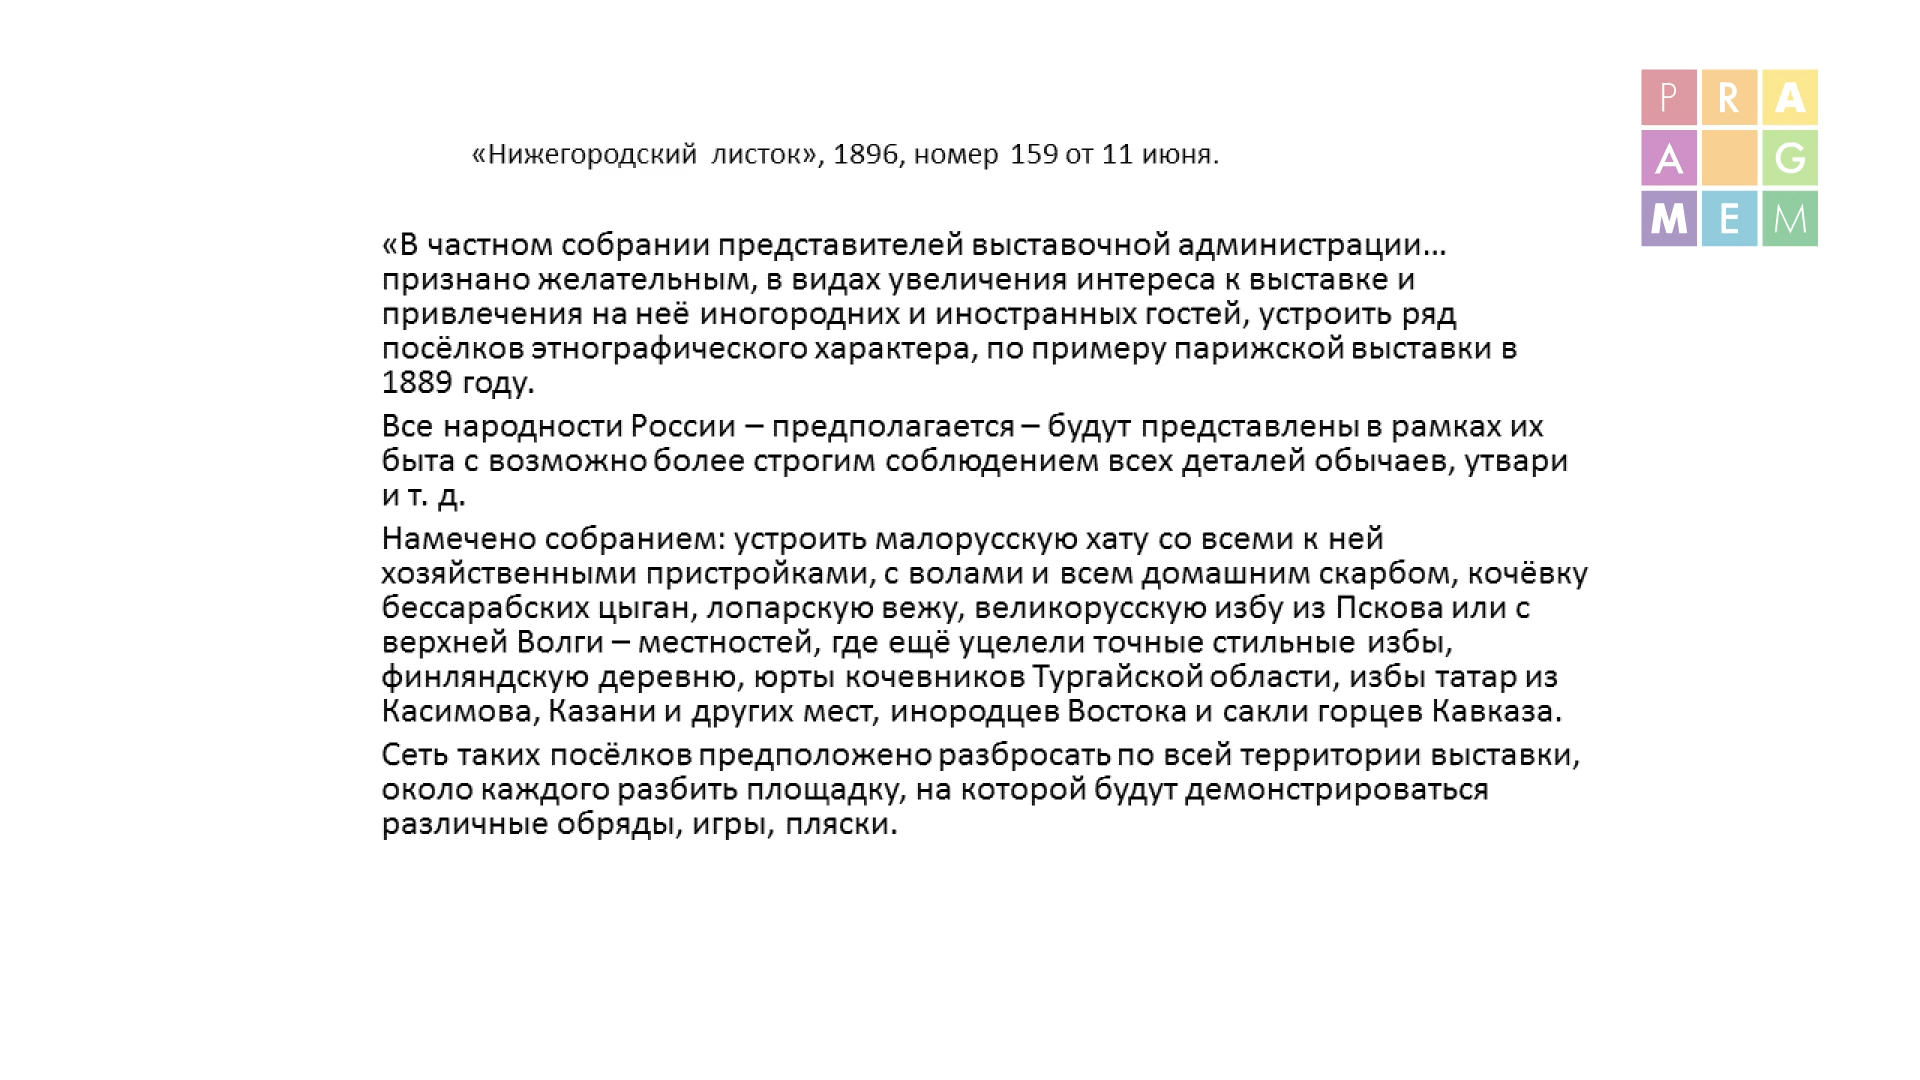 «Нижегородский листок», 1896, номер 159 от 11 июня.
P R A
A G
M E M
«В частном собрании представителей выставочной администрации…
признано желательным, в видах увеличения интереса к выставке и
привлечения на неё иногородних и иностранных гостей, устроить ряд
посёлков этнографического характера, по примеру парижской выставки в
1889 году.
Все народности России – предполагается – будут представлены в рамках их
быта с возможно более строгим соблюдением всех деталей обычаев, утвари
и т. д.
Намечено собранием: устроить малорусскую хату со всеми к ней
хозяйственными пристройками, с волами и всем домашним скарбом, кочёвку
бессарабских цыган, лопарскую вежу, великорусскую избу из Пскова или с
верхней Волги – местностей, где ещё уцелели точные стильные избы,
финляндскую деревню, юрты кочевников Тургайской области, избы татар из
Касимова, Казани и других мест, инородцев Востока и сакли горцев Кавказа.
Сеть таких посёлков предположено разбросать по всей территории выставки,
около каждого разбить площадку, на которой будут демонстрироваться
различные обряды, игры, пляски.